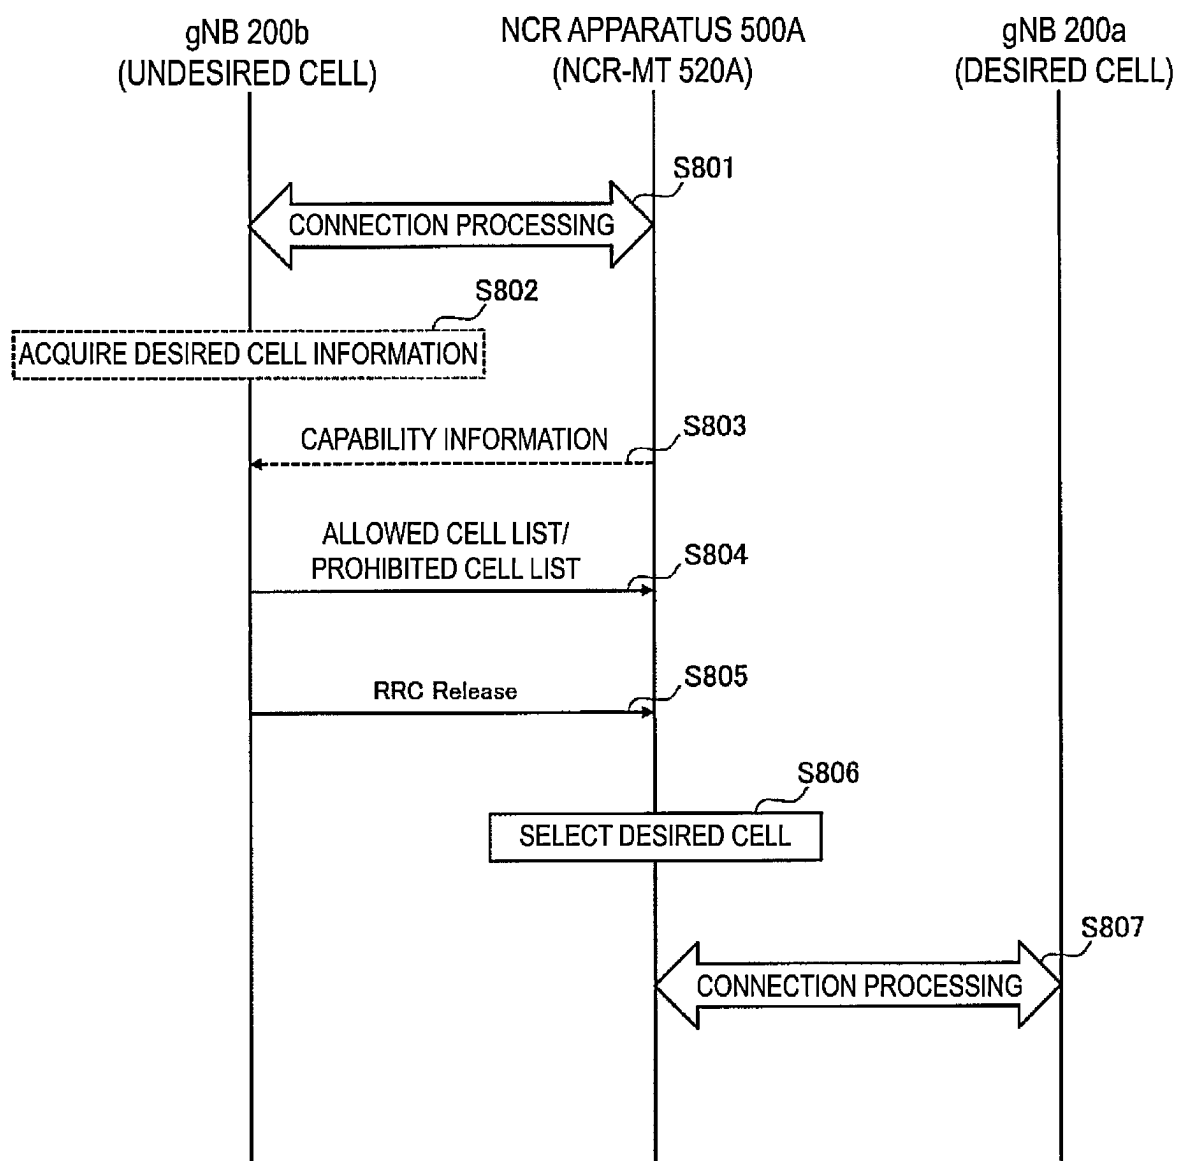 gNB 200b
(UNDESIRED CELL)
NCR APPARATUS 500A
(NCR-MT 520A)
gNB 200a
(DESIRED CELL)
S801
CONNECTION PROCESSING
S802
ACQUIRE DESIRED CELL INFORMATION
S803
CAPABILITY INFORMATION
ALLOWED CELL LIST/
PROHIBITED CELL LIST
S804
RRC Release
S805
S806
SELECT DESIRED CELL
S807
CONNECTION PROCESSING